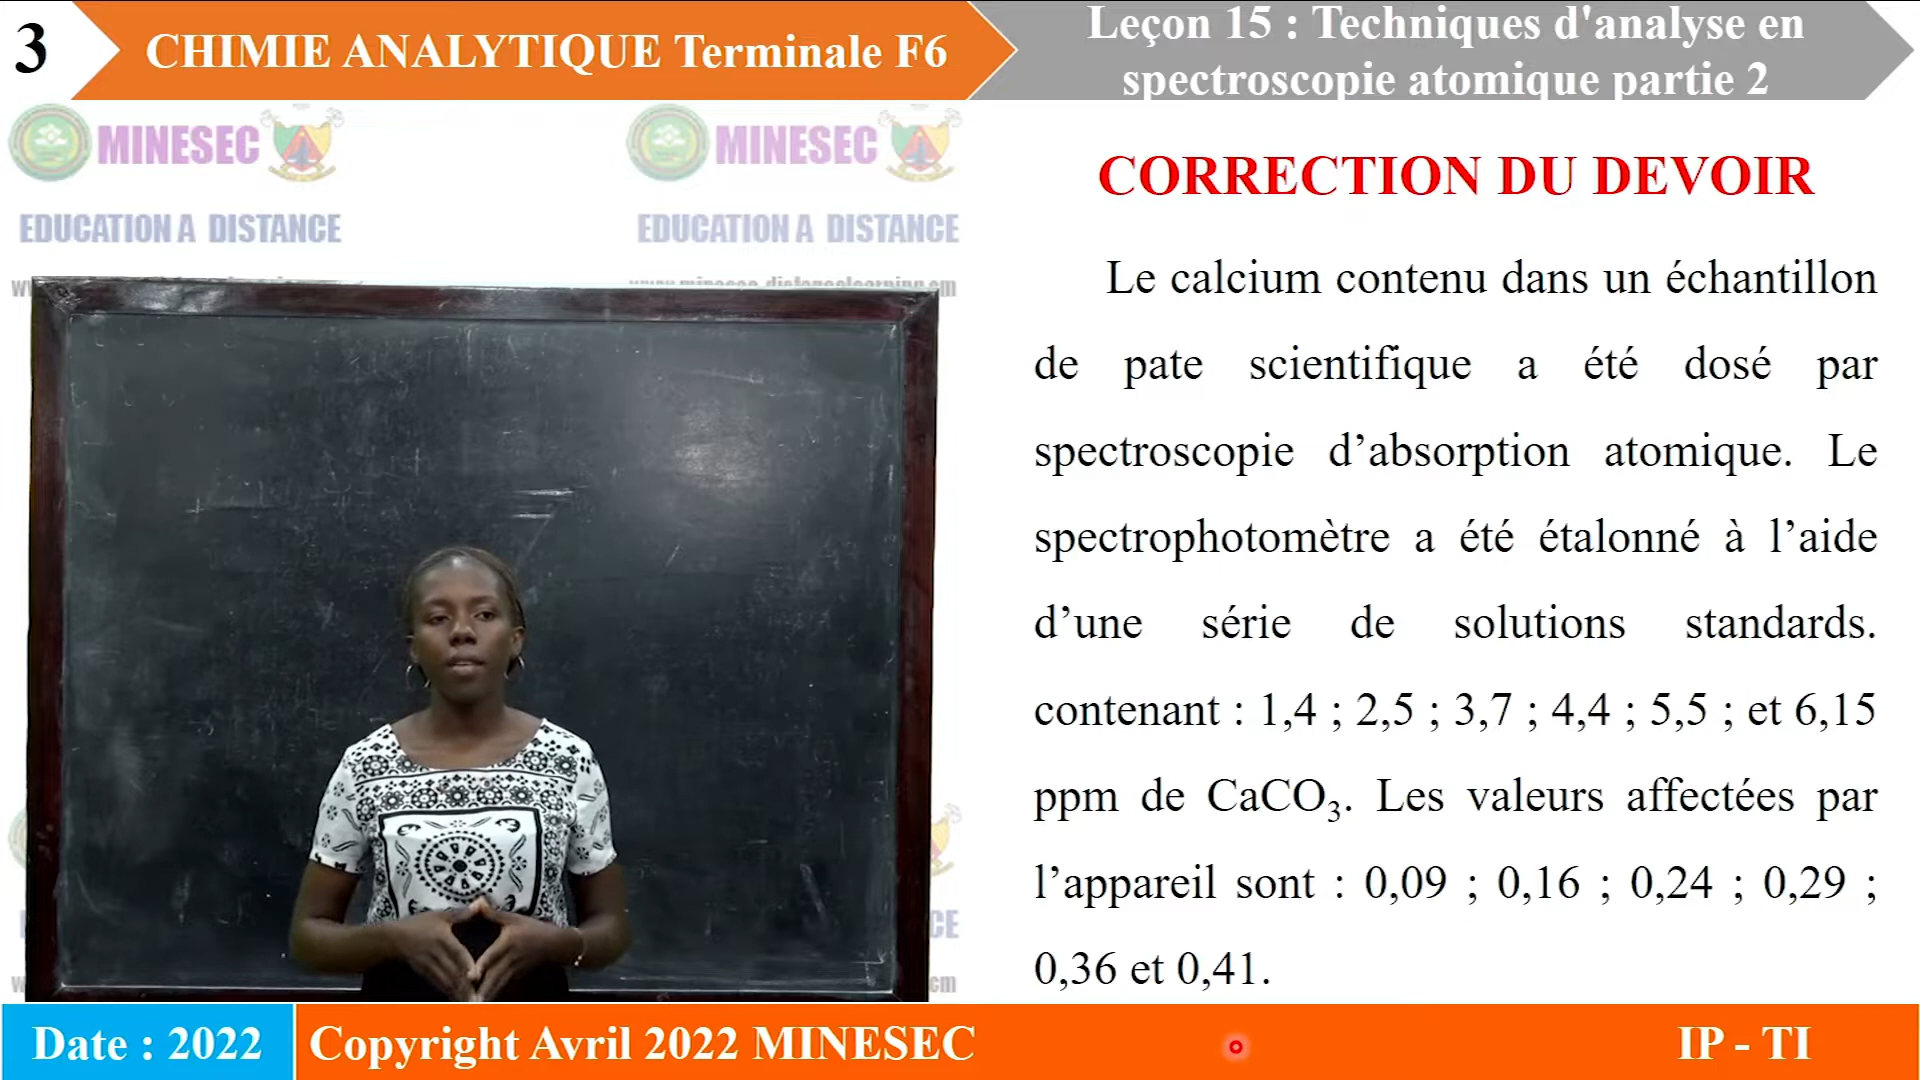 3
CHIMIE ANALYTIQUE Terminale F6
Leçon 15 : Techniques d'analyse en
spectroscopie atomique partie 2
MINESEC
MINESEC
EDUCATION A DISTANCE
EDUCATION A DISTANCE
CORRECTION DU DEVOIR
Le calcium contenu dans un échantillon
de pate scientifique a été dosé par
spectroscopie d’absorption atomique. Le
spectrophotomètre a été étalonné à l’aide
d’une série de solutions standards.
contenant : 1,4 ; 2,5 ; 3,7 ; 4,4 ; 5,5 ; et 6,15
ppm de CaCO₃. Les valeurs affectées par
l’appareil sont : 0,09 ; 0,16 ; 0,24 ; 0,29 ;
0,36 et 0,41.
Date : 2022
Copyright Avril 2022 MINESEC
IP - TI